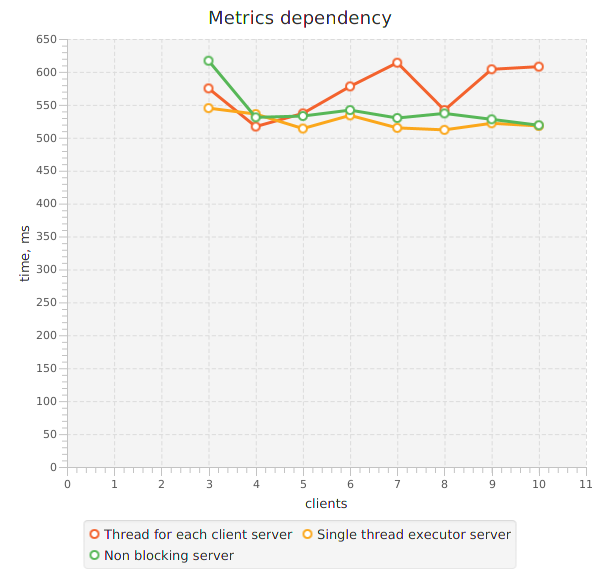 Metrics dependency
650
600
550
500
450
400
350
300
250
200
150
100
50
0
time, ms
0 1 2 3 4 5 6 7 8 9 10 11
clients
Thread for each client server Single thread executor server
Non blocking server